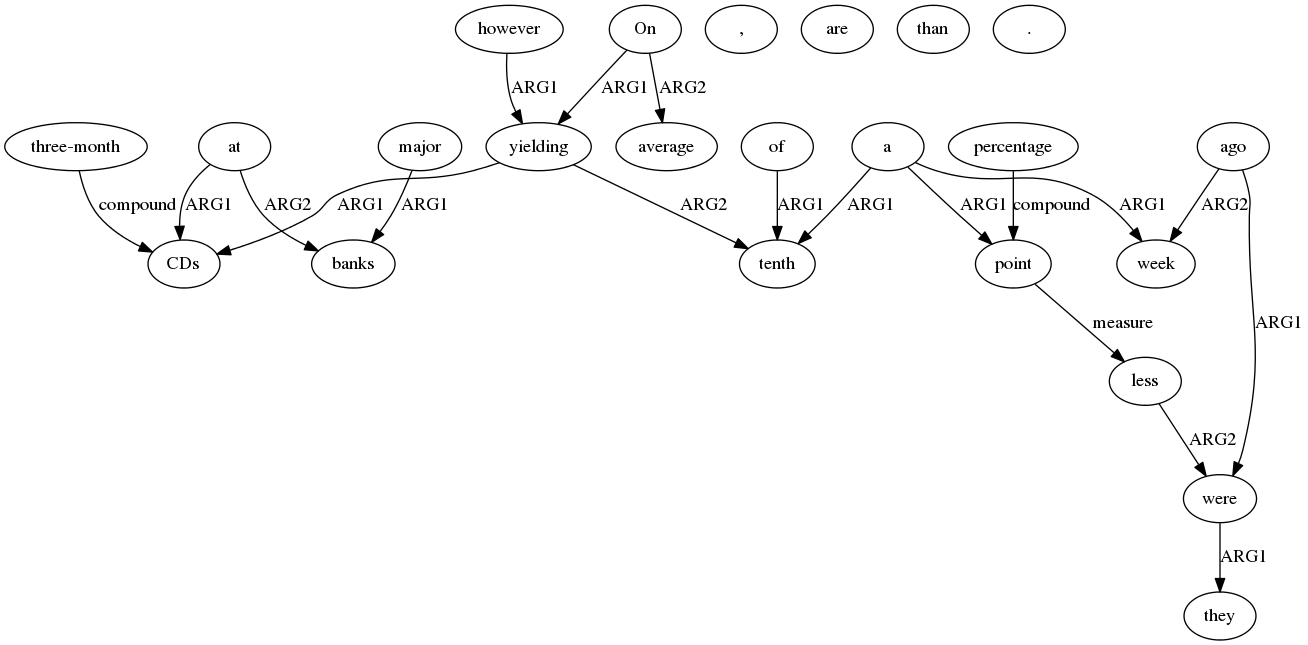 however On , are than .
ARG1 ARG1 ARG2
three-month at major yielding average of a percentage ago
compound ARG1 ARG2 ARG1 ARG1 ARG2 ARG1 ARG1 ARG1 compound ARG1 ARG2
CDs banks tenth point week
measure ARG1
less
ARG2
were
ARG1
they